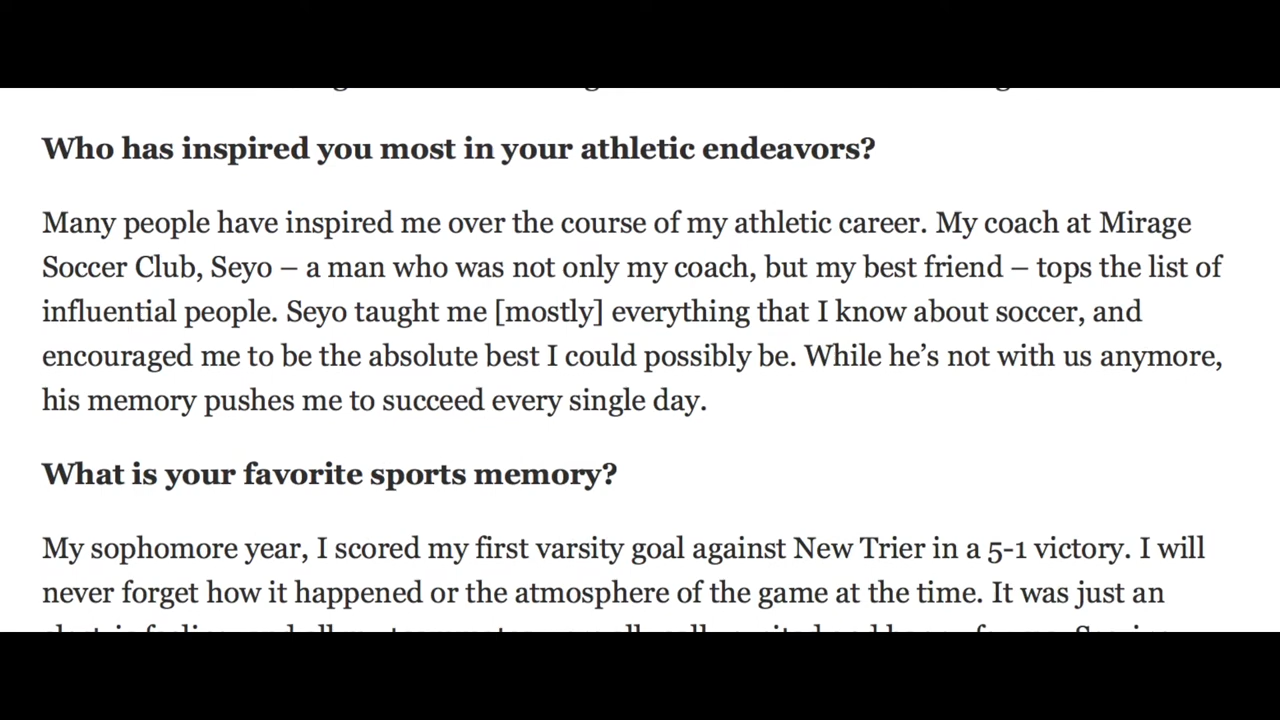 Who has inspired you most in your athletic endeavors?
Many people have inspired me over the course of my athletic career. My coach at Mirage
Soccer Club, Seyo – a man who was not only my coach, but my best friend – tops the list of
influential people. Seyo taught me [mostly] everything that I know about soccer, and
encouraged me to be the absolute best I could possibly be. While he’s not with us anymore,
his memory pushes me to succeed every single day.
What is your favorite sports memory?
My sophomore year, I scored my first varsity goal against New Trier in a 5-1 victory. I will
never forget how it happened or the atmosphere of the game at the time. It was just an